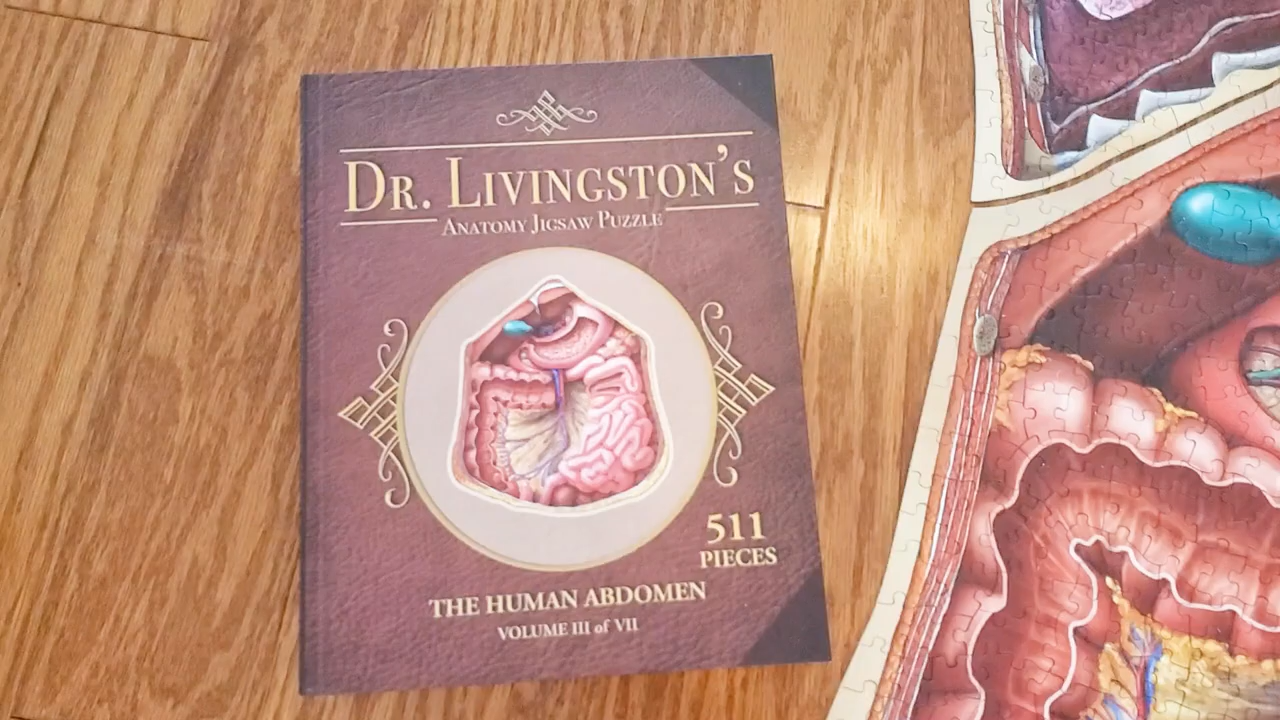 DR. LIVINGSTON'S
ANATOMY JIGSAW PUZZLE
511
PIECES
THE HUMAN ABDOMEN
VOLUME III of VII